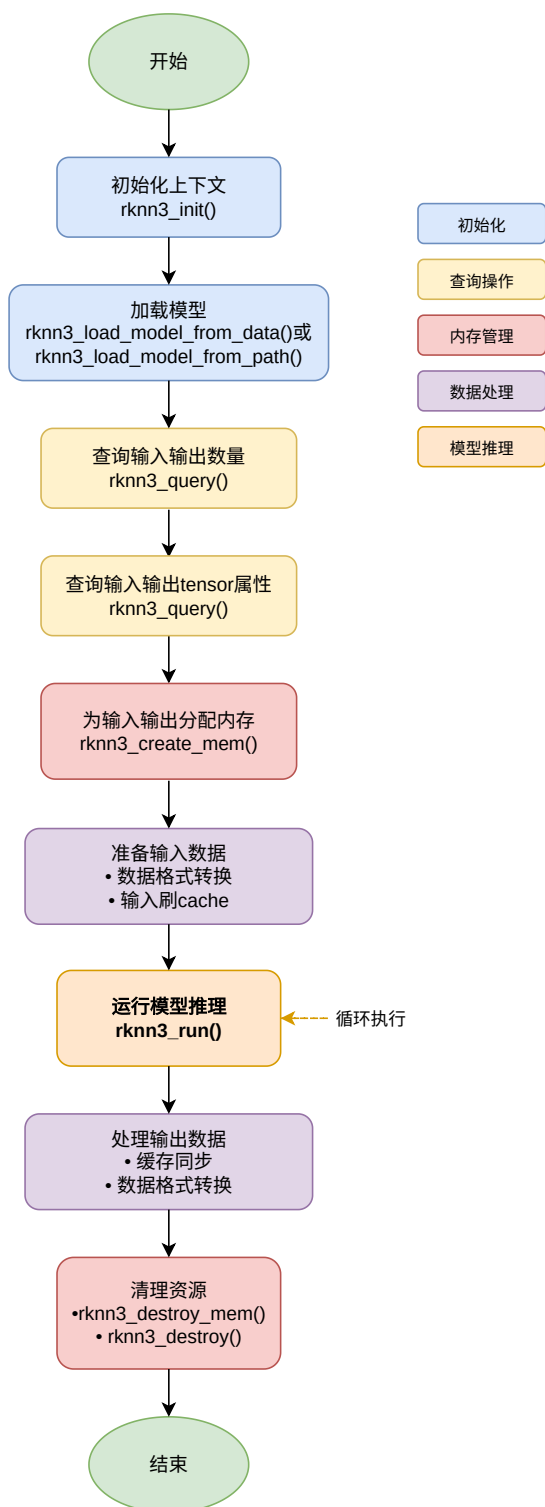 开始
初始化上下文
rknn3_init()
加载模型
rknn3_load_model_from_data()或
rknn3_load_model_from_path()
查询输入输出数量
rknn3_query()
查询输入输出tensor属性
rknn3_query()
为输入输出分配内存
rknn3_create_mem()
准备输入数据
• 数据格式转换
• 输入刷cache
运行模型推理
rknn3_run()
循环执行
处理输出数据
• 缓存同步
• 数据格式转换
清理资源
•rknn3_destroy_mem()
• rknn3_destroy()
结束
初始化
查询操作
内存管理
数据处理
模型推理